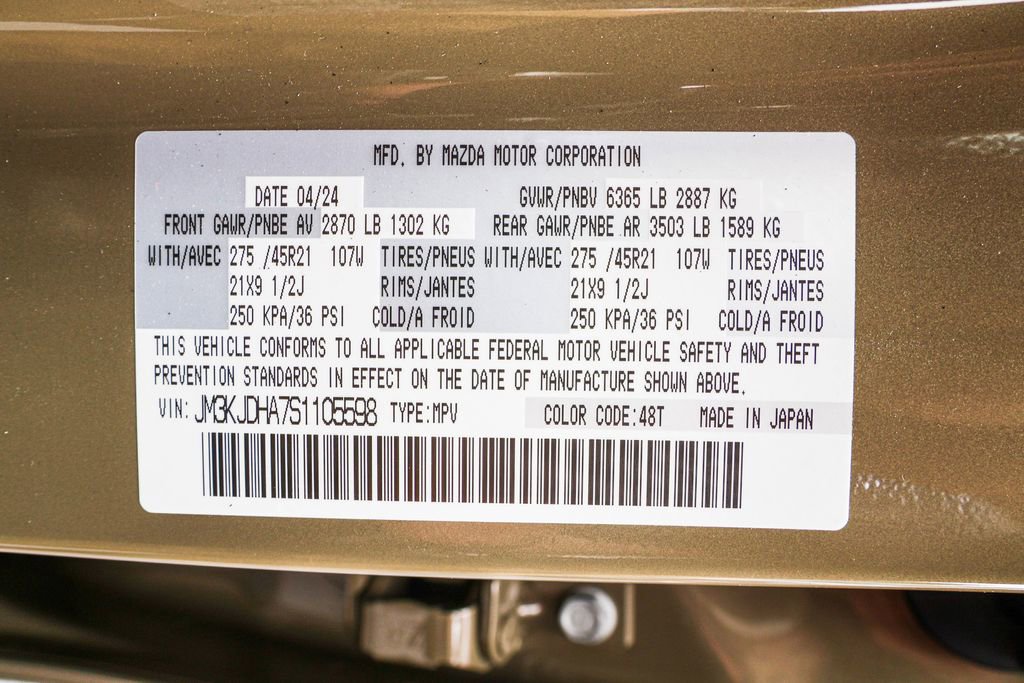 MFD. BY MAZDA MOTOR CORPORATION
DATE 04/24 GVWR/PNBV 6365 LB 2887 KG
FRONT GAWR/PNBE AV 2870 LB 1302 KG REAR GAWR/PNBE AR 3503 LB 1589 KG
WITH/AVEC 275 /45R21 107W TIRES/PNEUS WITH/AVEC 275 /45R21 107W TIRES/PNEUS
21X9 1/2J RIMS/JANTES 21X9 1/2J RIMS/JANTES
250 KPA/36 PSI COLD/A FROID 250 KPA/36 PSI COLD/A FROID
THIS VEHICLE CONFORMS TO ALL APPLICABLE FEDERAL MOTOR VEHICLE SAFETY AND THEFT
PREVENTION STANDARDS IN EFFECT ON THE DATE OF MANUFACTURE SHOWN ABOVE.
VIN: JM3KJDHA7S1105598 TYPE:MPV COLOR CODE:48T MADE IN JAPAN